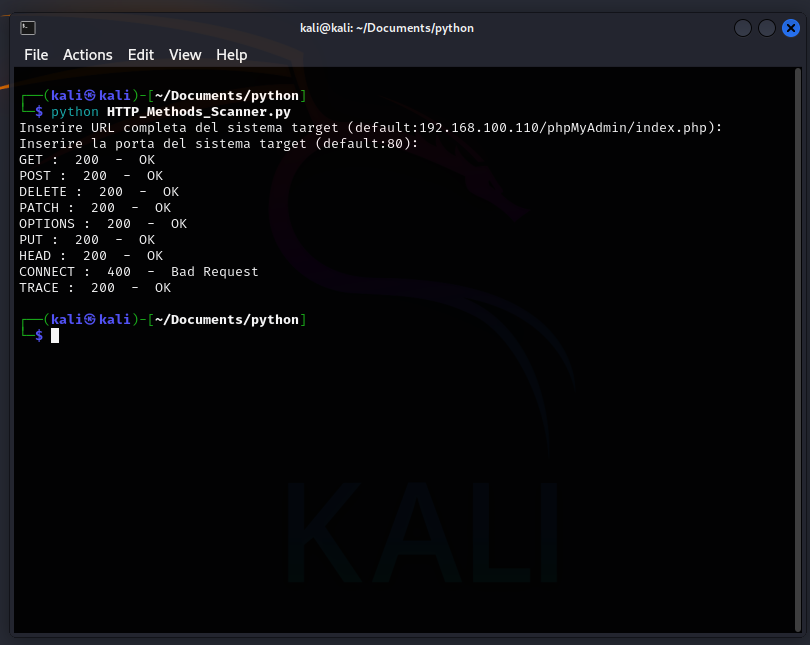 kali@kali: ~/Documents/python
File Actions Edit View Help
┌──(kali㉿kali)-[~/Documents/python]
└─$ python HTTP_Methods_Scanner.py
Inserire URL completa del sistema target (default:192.168.100.110/phpMyAdmin/index.php):
Inserire la porta del sistema target (default:80):
GET :  200  -  OK
POST :  200  -  OK
DELETE :  200  -  OK
PATCH :  200  -  OK
OPTIONS :  200  -  OK
PUT :  200  -  OK
HEAD :  200  -  OK
CONNECT :  400  -  Bad Request
TRACE :  200  -  OK
┌──(kali㉿kali)-[~/Documents/python]
└─$
KALI